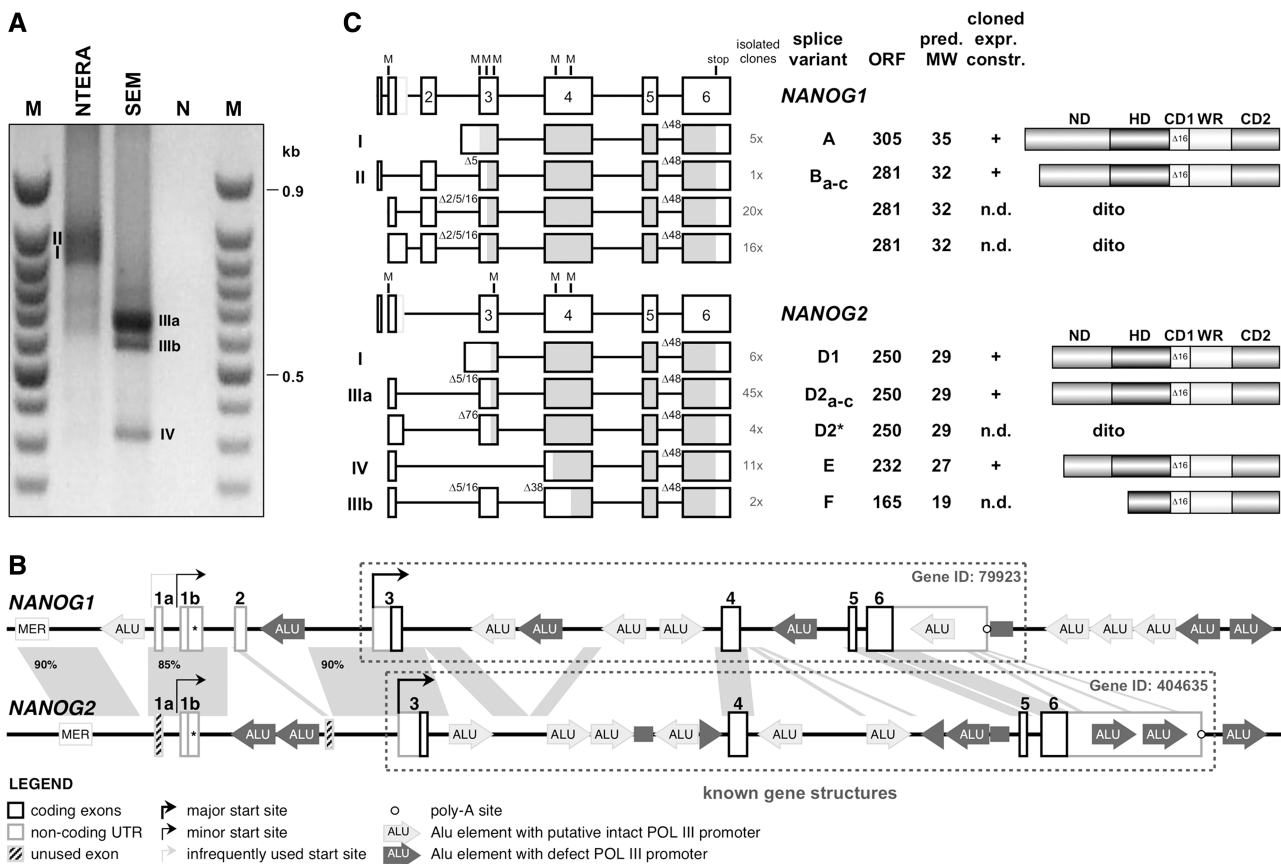 A
M NTERA SEM N M
kb
0.9
II
I
IIIa
IIIb
0.5
IV
C
isolated clones
splice variant
ORF
pred. MW
cloned expr. constr.
M M M M M M stop
2 3 4 5 6
NANOG1
ND HD CD1 WR CD2
I Δ48 5x A 305 35 + Δ16
II Δ5 Δ48 1x Ba-c 281 32 + Δ16
Δ2/5/16 Δ48 20x 281 32 n.d. dito
Δ2/5/16 Δ48 16x 281 32 n.d. dito
M M M M
3 4 5 6
NANOG2
ND HD CD1 WR CD2
I Δ48 6x D1 250 29 + Δ16
IIIa Δ5/16 Δ48 45x D2a-c 250 29 + Δ16
Δ76 Δ48 4x D2* 250 29 n.d. dito
IV Δ48 11x E 232 27 + Δ16
IIIb Δ5/16 Δ38 Δ48 2x F 165 19 n.d. Δ16
B
Gene ID: 79923
NANOG1 1a 1b 2 3 4 5 6
MER ALU * ALU ALU ALU ALU ALU ALU ALU ALU ALU ALU ALU ALU
90% 85% 90%
Gene ID: 404635
NANOG2 1a 1b 3 4 5 6
MER * ALU ALU ALU ALU ALU ALU ALU ALU ALU ALU ALU ALU
LEGEND
coding exons
non-coding UTR
unused exon
major start site
minor start site
infrequently used start site
known gene structures
poly-A site
ALU Alu element with putative intact POL III promoter
ALU Alu element with defect POL III promoter